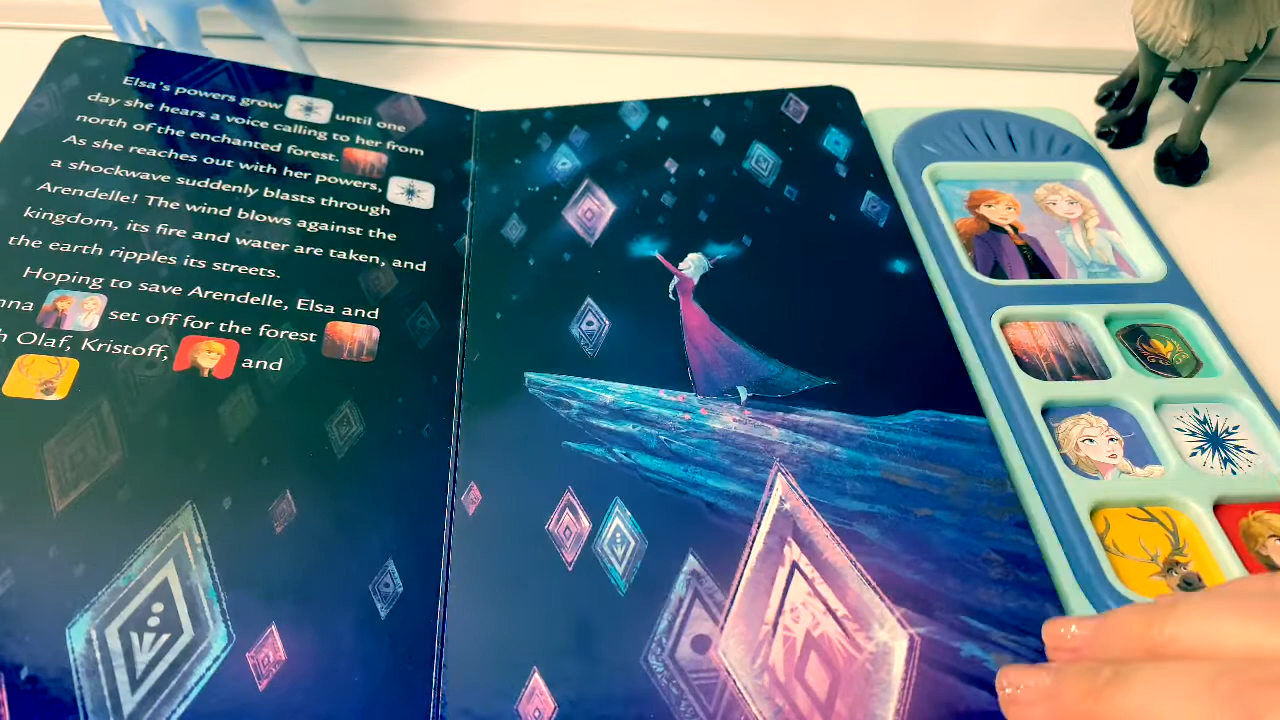 Elsa's powers grow until one
day she hears a voice calling to her from
north of the enchanted forest.
As she reaches out with her powers,
a shockwave suddenly blasts through
Arendelle! The wind blows against the
kingdom, its fire and water are taken, and
the earth ripples its streets.
Hoping to save Arendelle, Elsa and
set off for the forest
Olaf, Kristoff, and